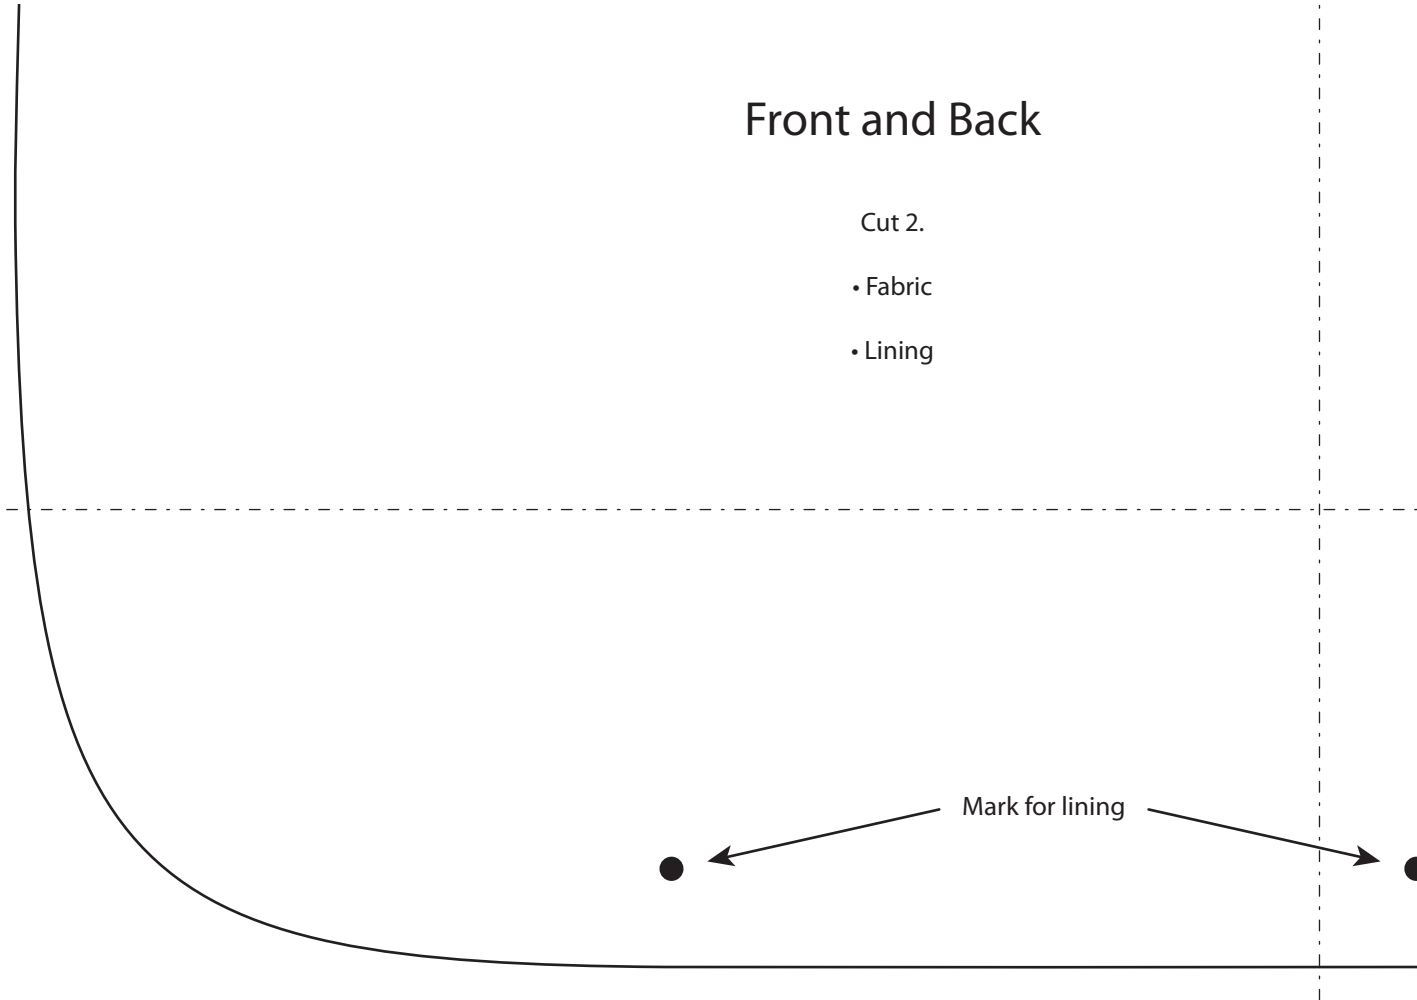 Front and Back
Cut 2.
• Fabric
• Lining
Mark for lining